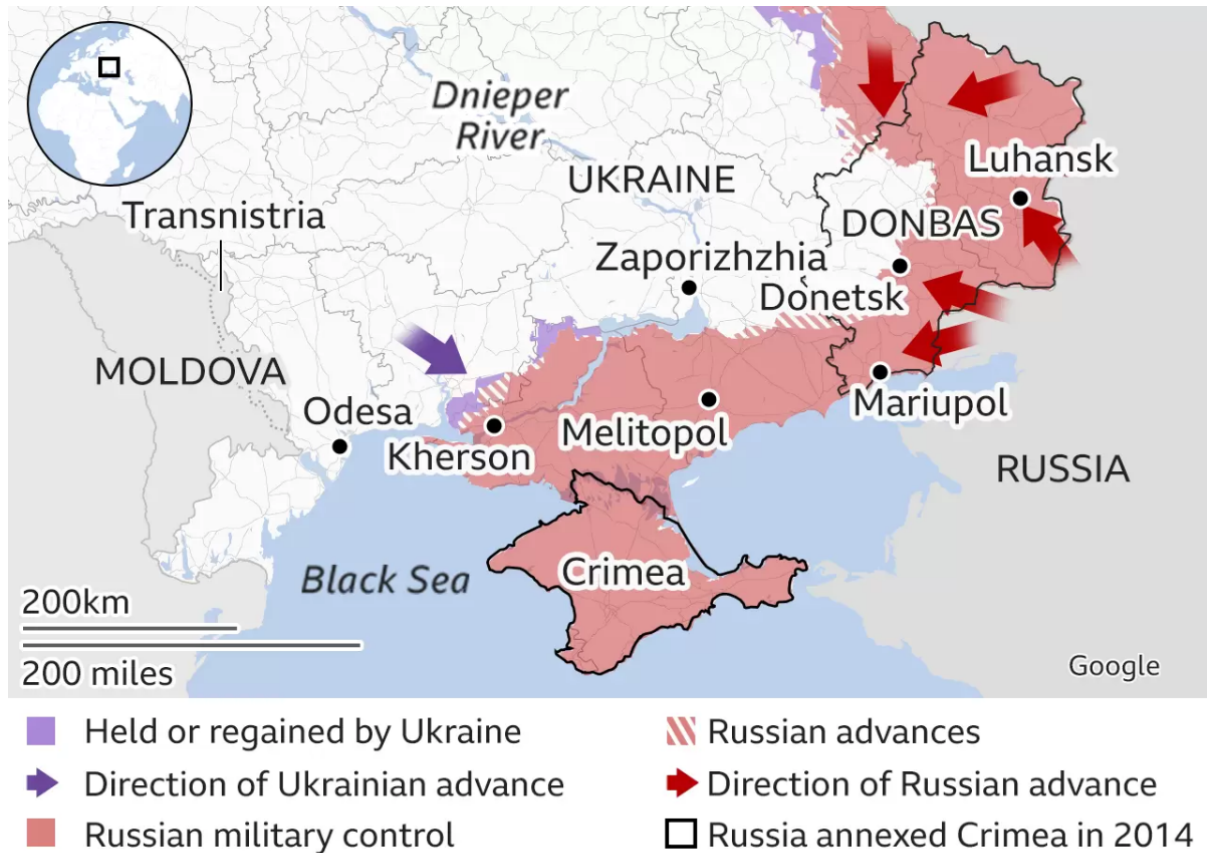 Dnieper
River
UKRAINE
Luhansk
Transnistria
DONBAS
Zaporizhzhia
Donetsk
MOLDOVA
Odesa
Kherson
Melitopol
Mariupol
RUSSIA
Crimea
Black Sea
200km
200 miles
Google
Held or regained by Ukraine
Russian advances
Direction of Ukrainian advance
Direction of Russian advance
Russian military control
Russia annexed Crimea in 2014